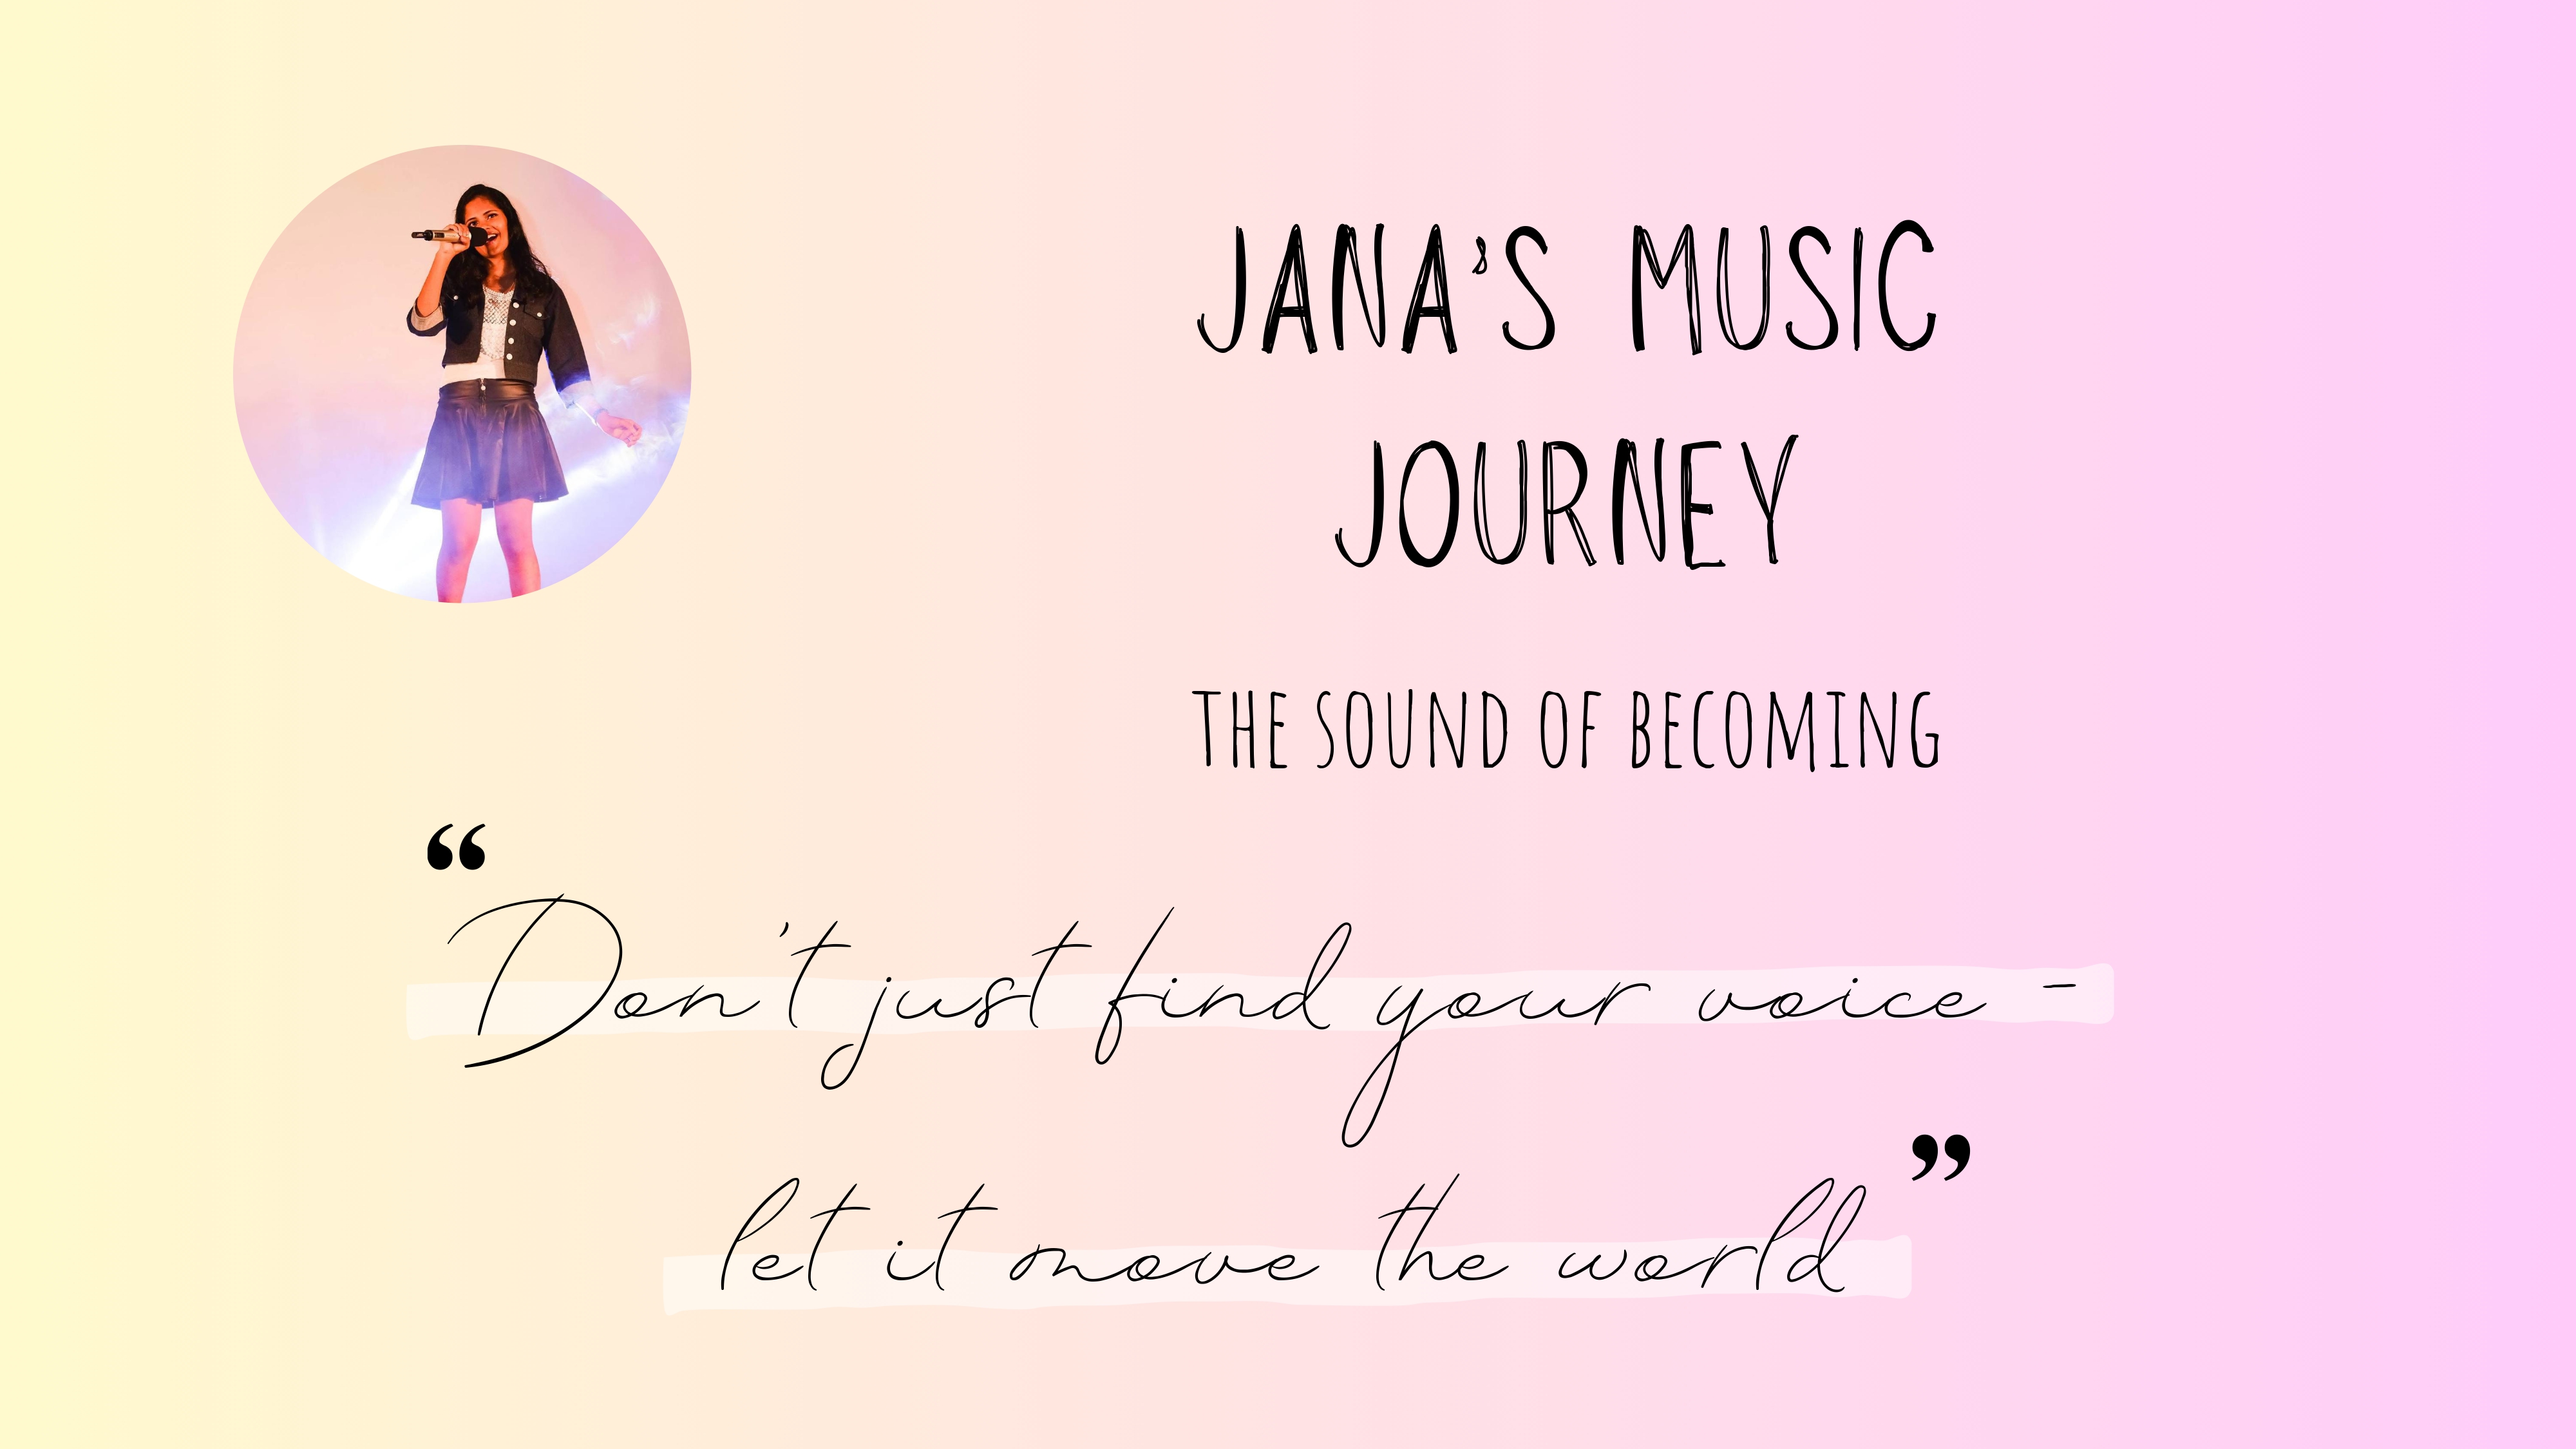 JANA'S MUSIC
JOURNEY
THE SOUND OF BECOMING
“Don't just find your voice -
let it move the world”